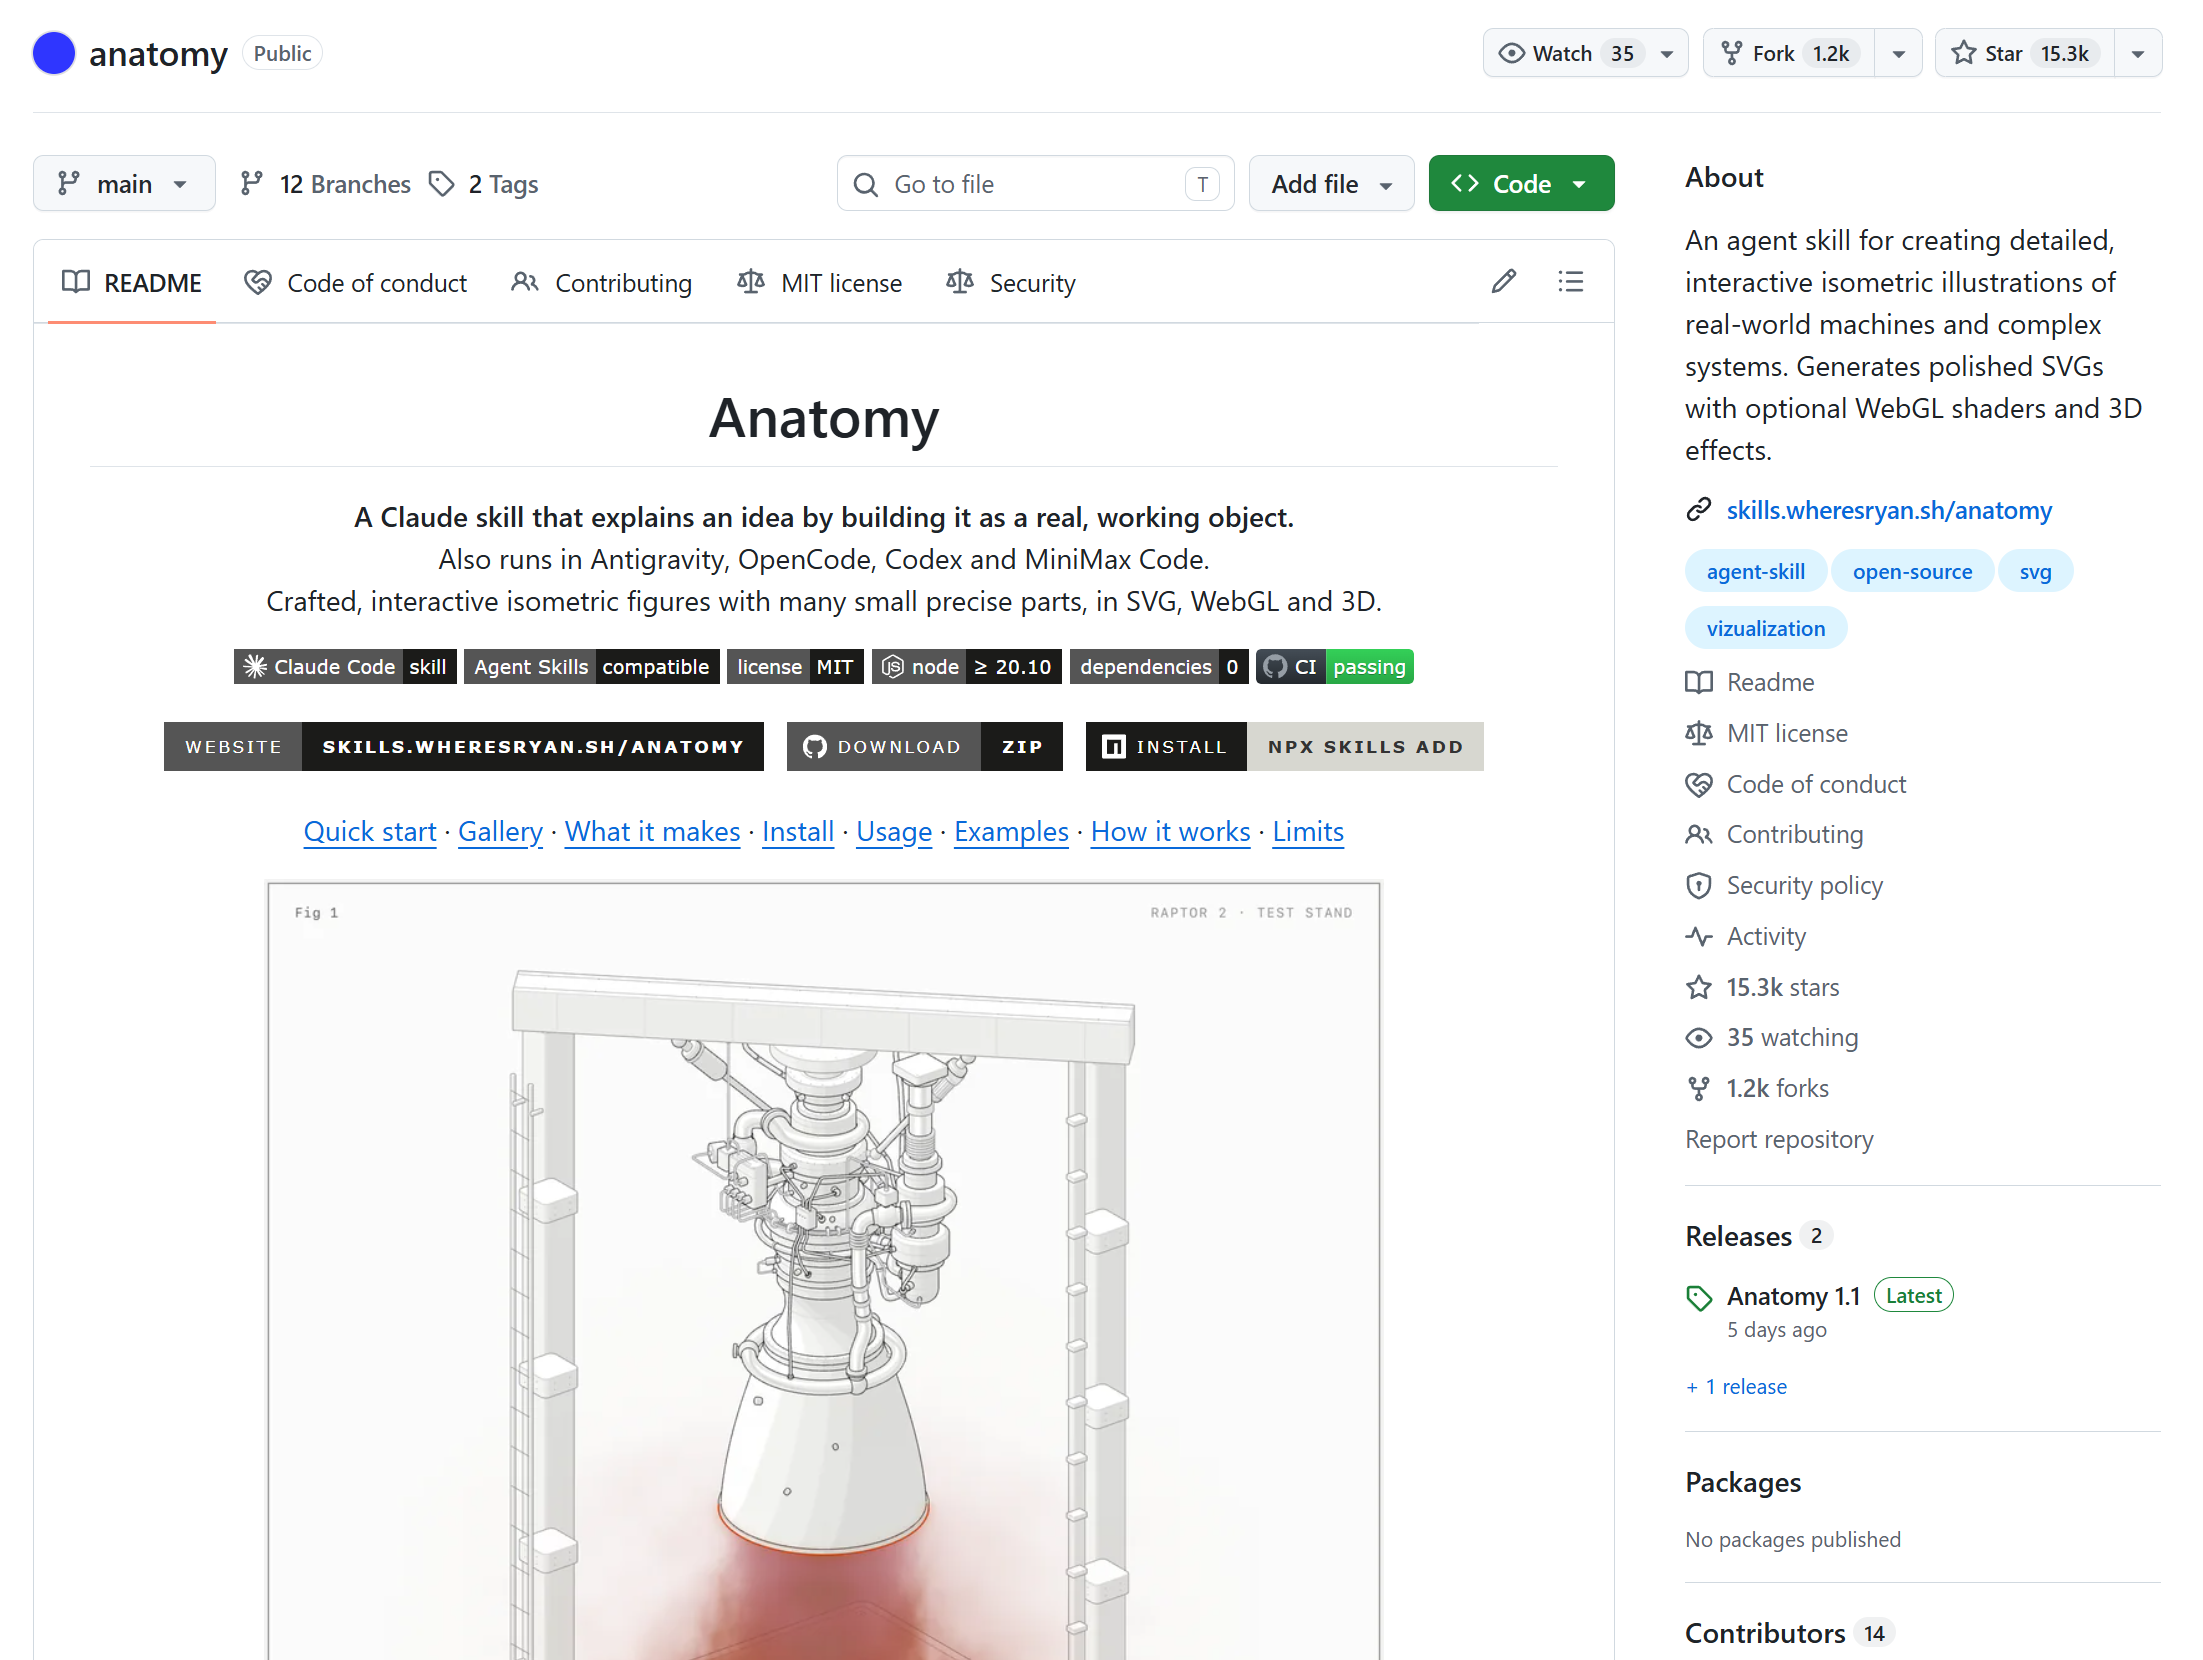 anatomy Public
Watch 35
Fork 1.2k
Star 15.3k
main
12 Branches
2 Tags
Go to file T
Add file
Code
README
Code of conduct
Contributing
MIT license
Security
Anatomy
A Claude skill that explains an idea by building it as a real, working object.
Also runs in Antigravity, OpenCode, Codex and MiniMax Code.
Crafted, interactive isometric figures with many small precise parts, in SVG, WebGL and 3D.
Claude Code skill
Agent Skills compatible
license MIT
JS node ≥ 20.10
dependencies 0
CI passing
WEBSITE SKILLS.WHERESRYAN.SH/ANATOMY
DOWNLOAD ZIP
INSTALL NPX SKILLS ADD
Quick start · Gallery · What it makes · Install · Usage · Examples · How it works · Limits
Fig 1
RAPTOR 2 · TEST STAND
About
An agent skill for creating detailed,
interactive isometric illustrations of
real-world machines and complex
systems. Generates polished SVGs
with optional WebGL shaders and 3D
effects.
skills.wheresryan.sh/anatomy
agent-skill open-source svg
vizualization
Readme
MIT license
Code of conduct
Contributing
Security policy
Activity
15.3k stars
35 watching
1.2k forks
Report repository
Releases 2
Anatomy 1.1 Latest
5 days ago
+ 1 release
Packages
No packages published
Contributors 14